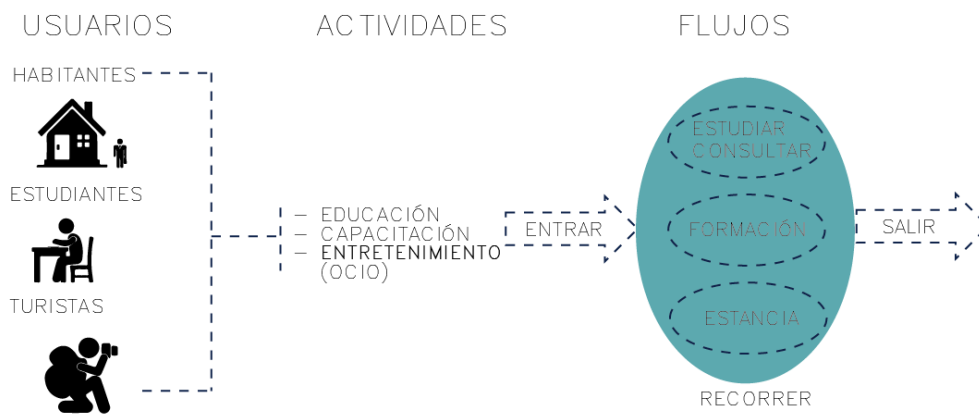 USUARIOS
ACTIVIDADES
FLUJOS
HABITANTES
ESTUDIANTES
TURISTAS
– EDUCACIÓN
– CAPACITACIÓN
– ENTRETENIMIENTO
(OCIO)
ENTRAR
ESTUDIAR
CONSULTAR
FORMACIÓN
ESTANCIA
RECORRER
SALIR